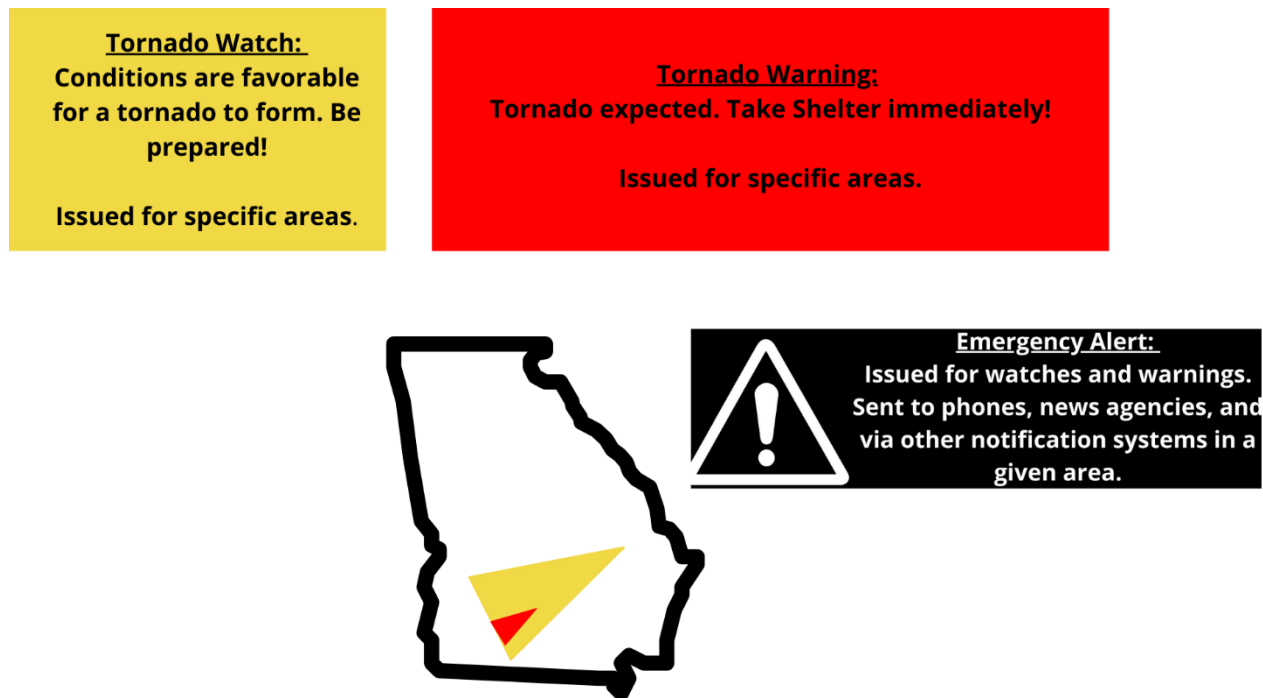 Tornado Watch:
Conditions are favorable
for a tornado to form. Be
prepared!
Issued for specific areas.
Tornado Warning:
Tornado expected. Take Shelter immediately!
Issued for specific areas.
Emergency Alert:
Issued for watches and warnings.
Sent to phones, news agencies, and
via other notification systems in a
given area.